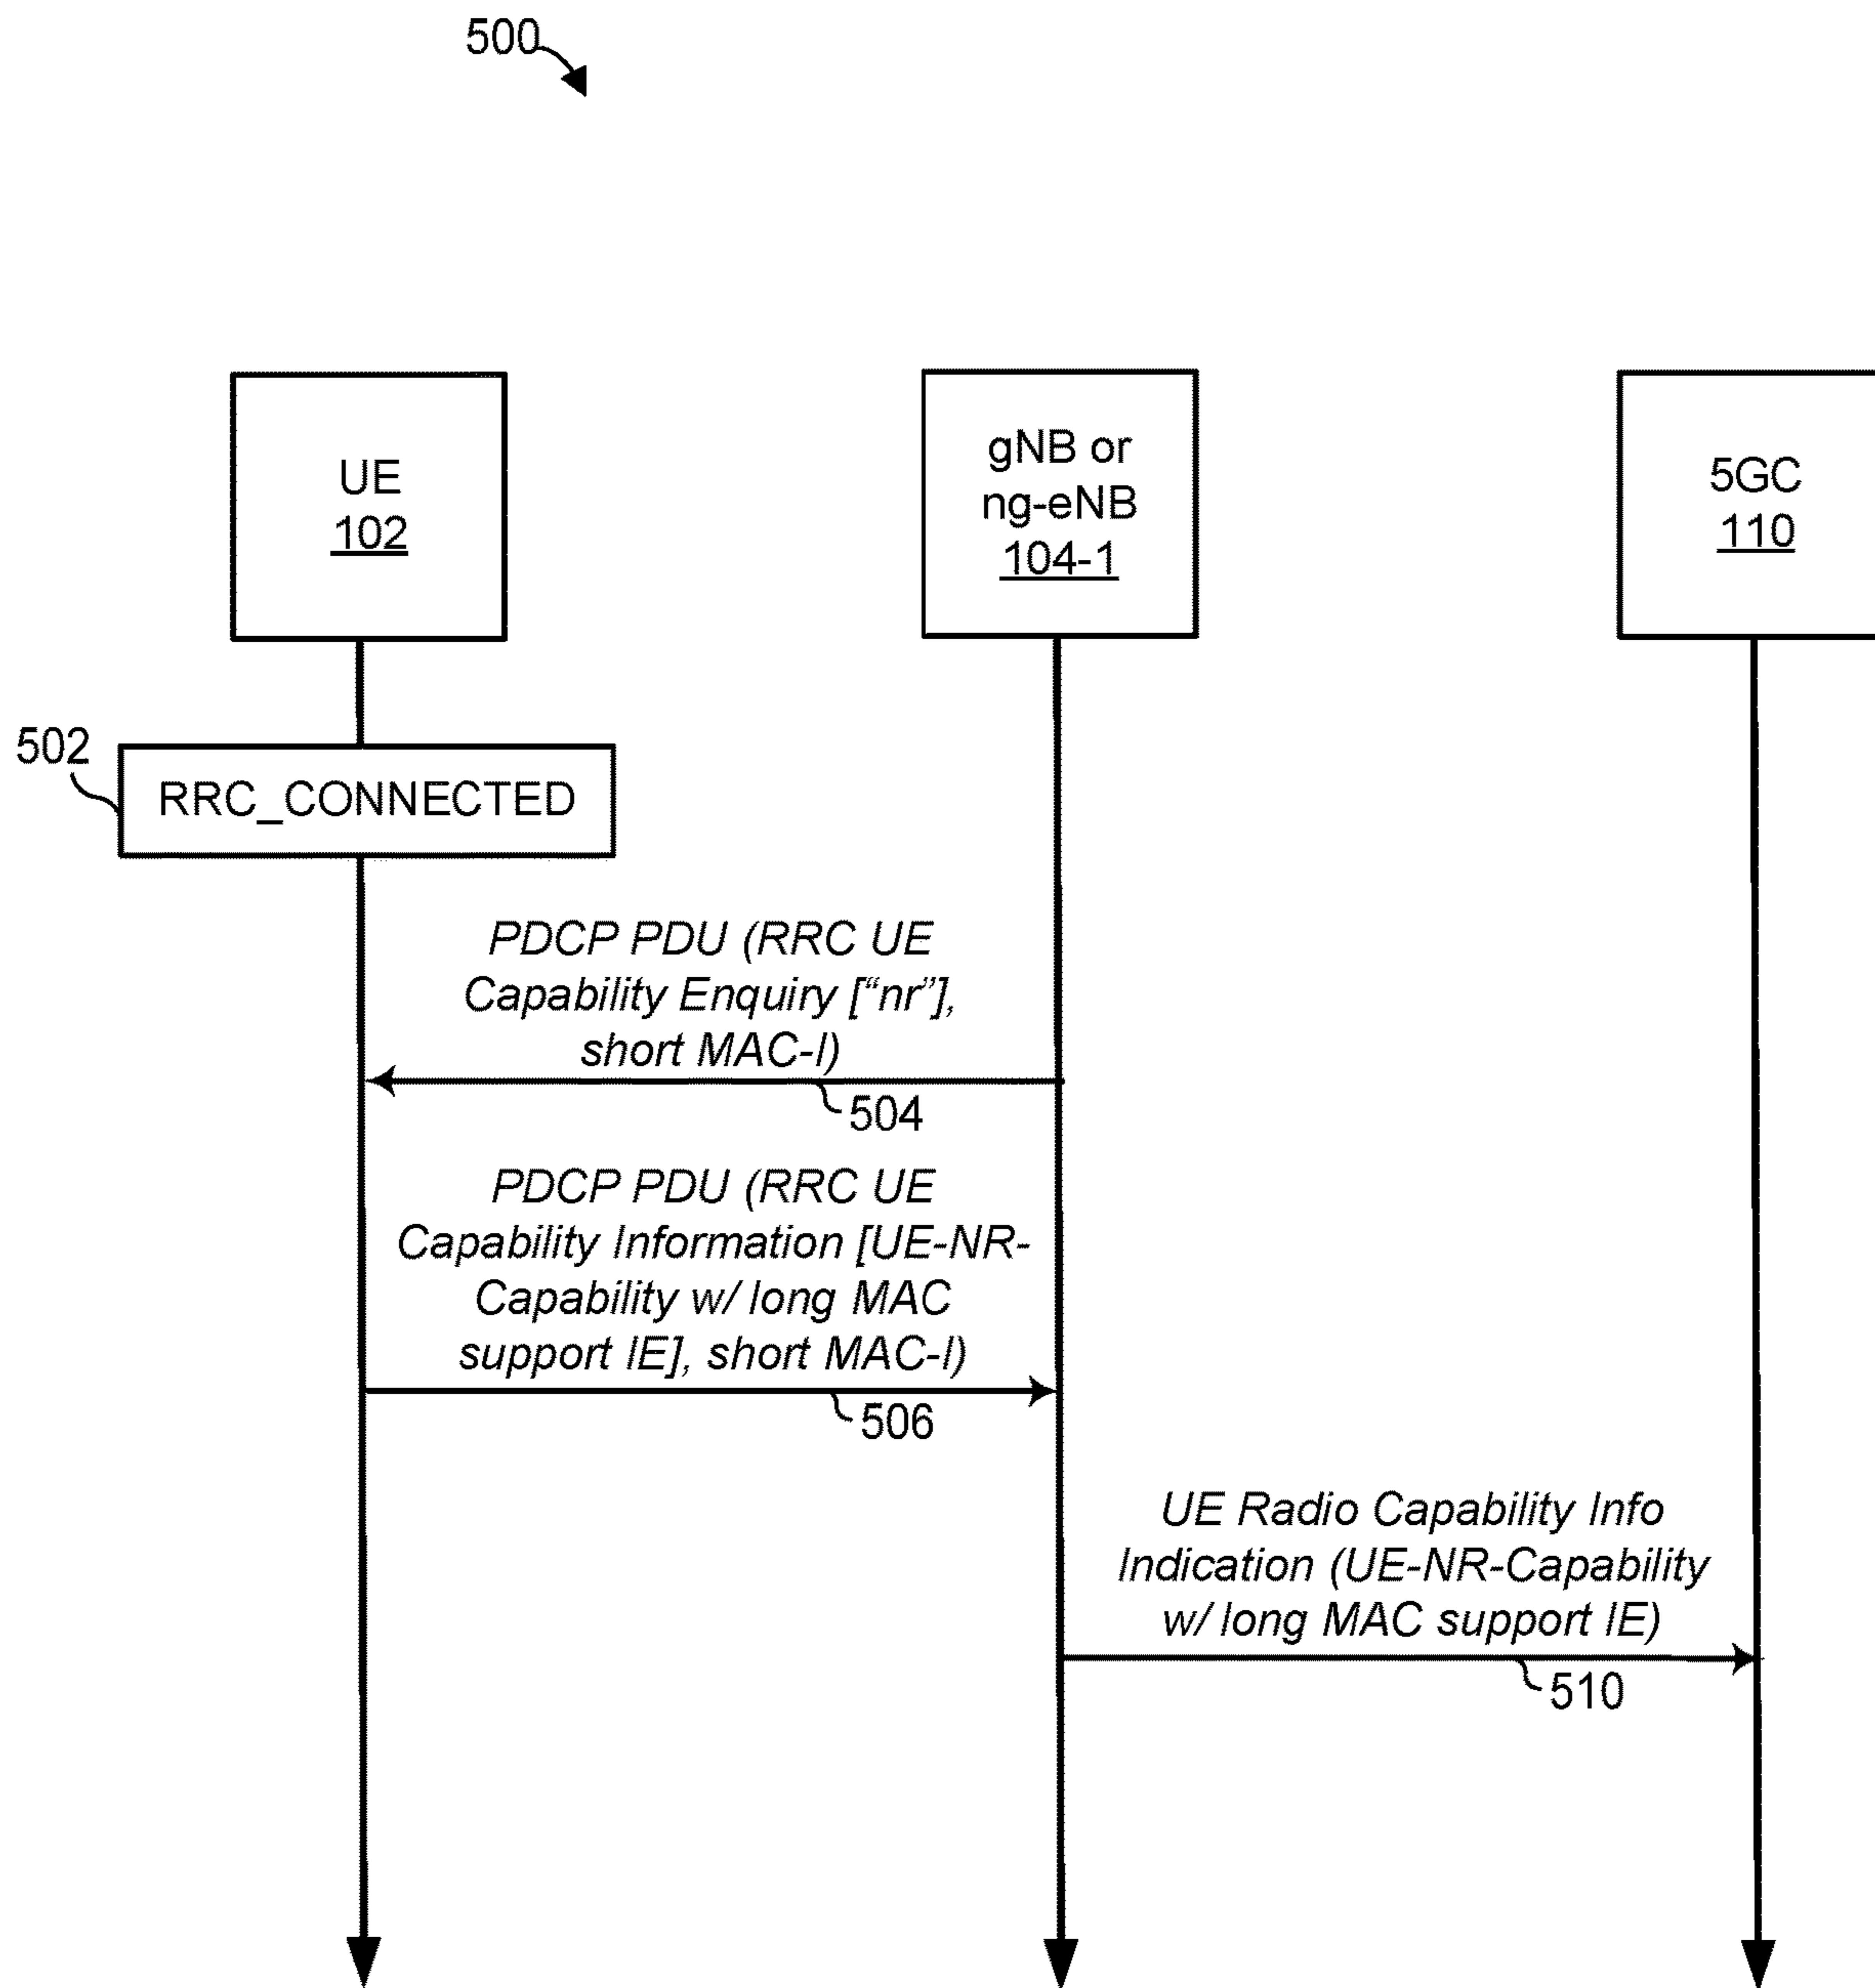 500
UE
102
gNB or
ng-eNB
104-1
5GC
110
502
RRC_CONNECTED
PDCP PDU (RRC UE
Capability Enquiry [“nr”],
short MAC-I)
504
PDCP PDU (RRC UE
Capability Information [UE-NR-
Capability w/ long MAC
support IE], short MAC-I)
506
UE Radio Capability Info
Indication (UE-NR-Capability
w/ long MAC support IE)
510